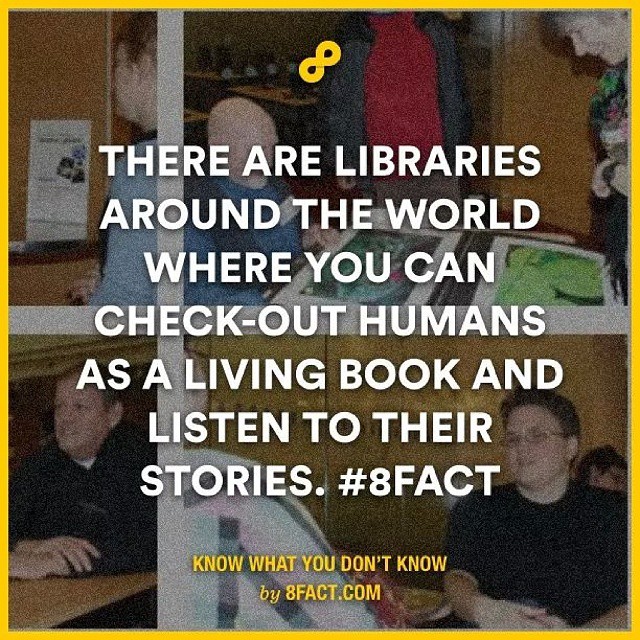 THERE ARE LIBRARIES
AROUND THE WORLD
WHERE YOU CAN
CHECK-OUT HUMANS
AS A LIVING BOOK AND
LISTEN TO THEIR
STORIES. #8FACT
KNOW WHAT YOU DON'T KNOW
by 8FACT.COM